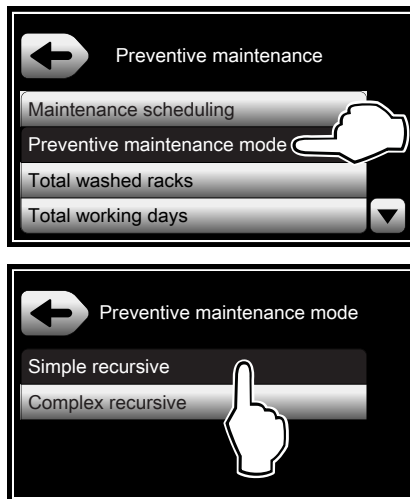 Preventive maintenance
Maintenance scheduling
Preventive maintenance mode
Total washed racks
Total working days
Preventive maintenance mode
Simple recursive
Complex recursive